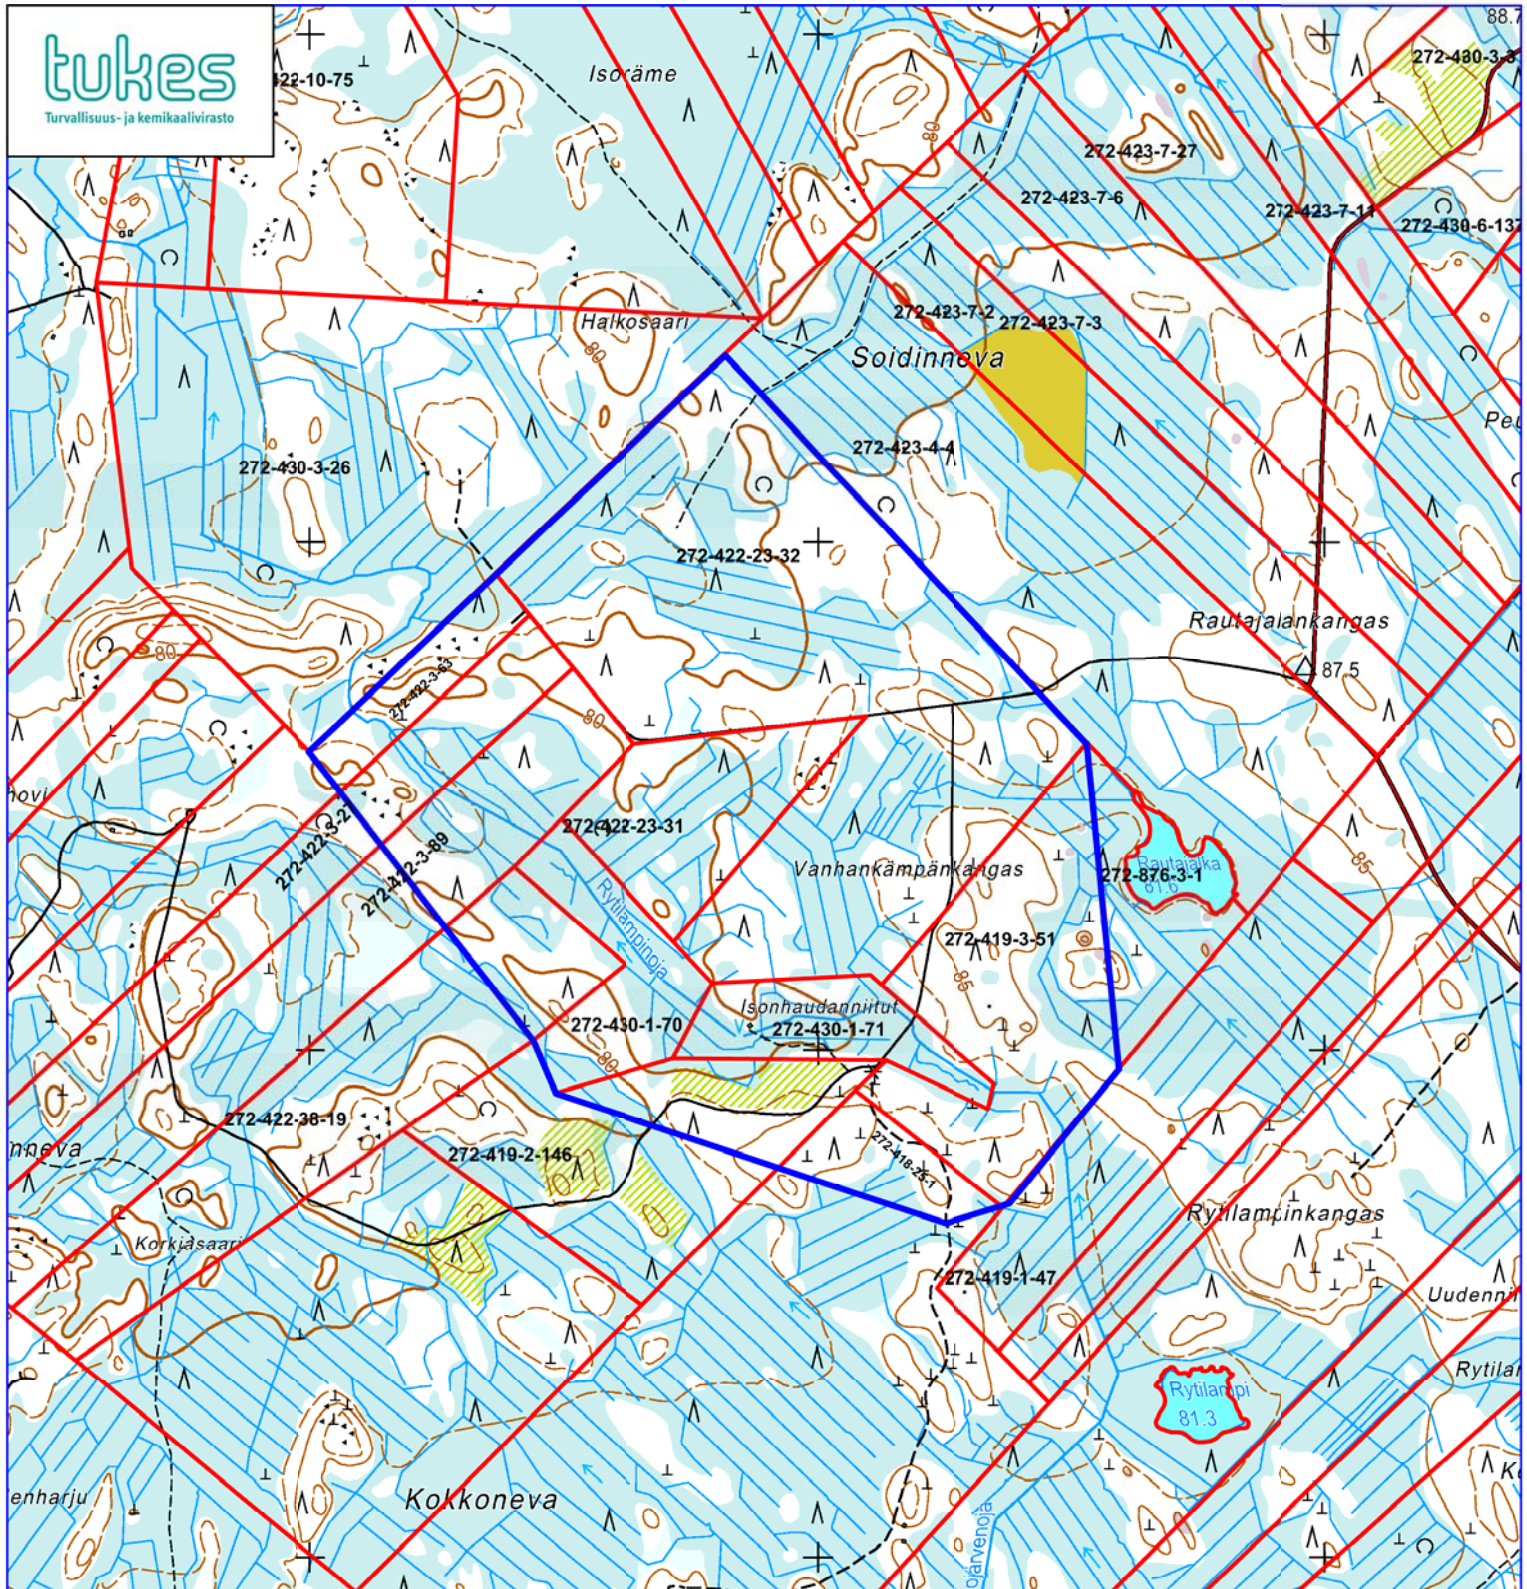 tukes
Turvallisuus- ja kemikaalivirasto
422-10-75
Isoräme
88.7
272-430-3-3
80
272-423-7-27
272-423-7-6
272-423-7-11
272-430-6-137
272-423-7-2
272-423-7-3
Halkosaari
80
Soidinneva
272-423-4-4
272-430-3-26
272-422-23-32
Rautajalankangas
87.5
80
272-422-3-63
80
272-422-23-31
272-422-3-89
Vanhankämpänkangas
85
Rautajalka
81.6
272-876-3-1
Rytilampinoja
272-419-3-51
85
Isonhaudanniitut
272-430-1-70
272-430-1-71
80
272-422-38-19
272-419-2-146
272-418-25-1
Korkiasaari
Rytilampinkangas
272-419-1-47
Rytilampi
81.3
Kokkoneva